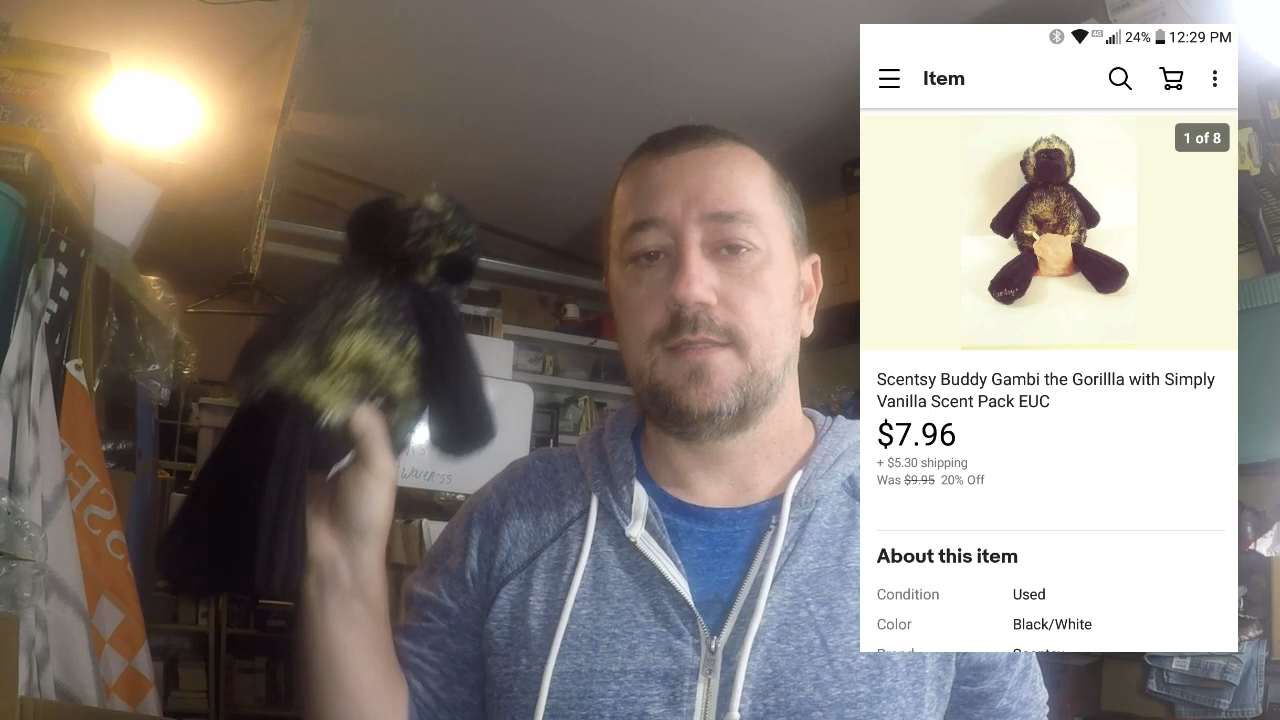 24% 12:29 PM
Item
1 of 8
Scentsy Buddy Gambi the Gorillla with Simply
Vanilla Scent Pack EUC
$7.96
+ $5.30 shipping
Was $9.95 20% Off
About this item
Condition Used
Color Black/White